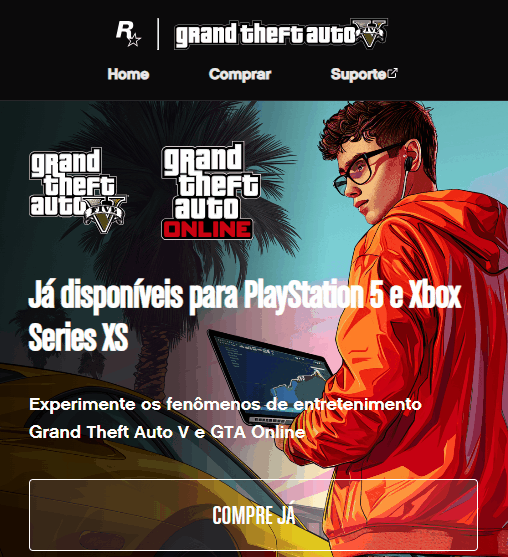 R
grand theft auto V
Home
Comprar
Suporte
grand
theft
auto
V
grand
theft
auto
ONLINE
Já disponíveis para PlayStation 5 e Xbox
Series XS
Experimente os fenômenos de entretenimento
Grand Theft Auto V e GTA Online
COMPRE JÁ